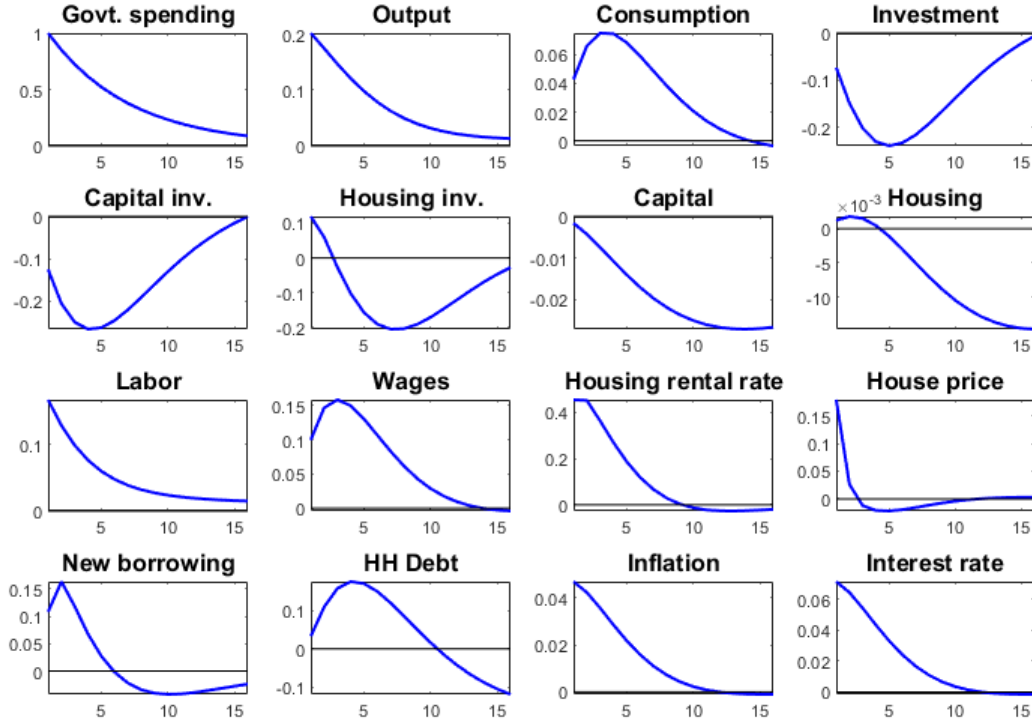 Govt. spending Output Consumption Investment
1 0.5 0 5 10 15
0.2 0.1 0 5 10 15
0.06 0.04 0.02 0 5 10 15
0 -0.1 -0.2 5 10 15
Capital inv. Housing inv. Capital Housing
0 -0.1 -0.2 5 10 15
0.1 0 -0.1 -0.2 5 10 15
0 -0.01 -0.02 5 10 15
×10⁻³ 0 -5 -10 5 10 15
Labor Wages Housing rental rate House price
0.1 0 5 10 15
0.15 0.1 0.05 0 5 10 15
0.4 0.2 0 5 10 15
0.15 0.1 0.05 0 5 10 15
New borrowing HH Debt Inflation Interest rate
0.15 0.1 0.05 0 5 10 15
0.1 0 -0.1 5 10 15
0.04 0.02 0 5 10 15
0.06 0.04 0.02 0 5 10 15